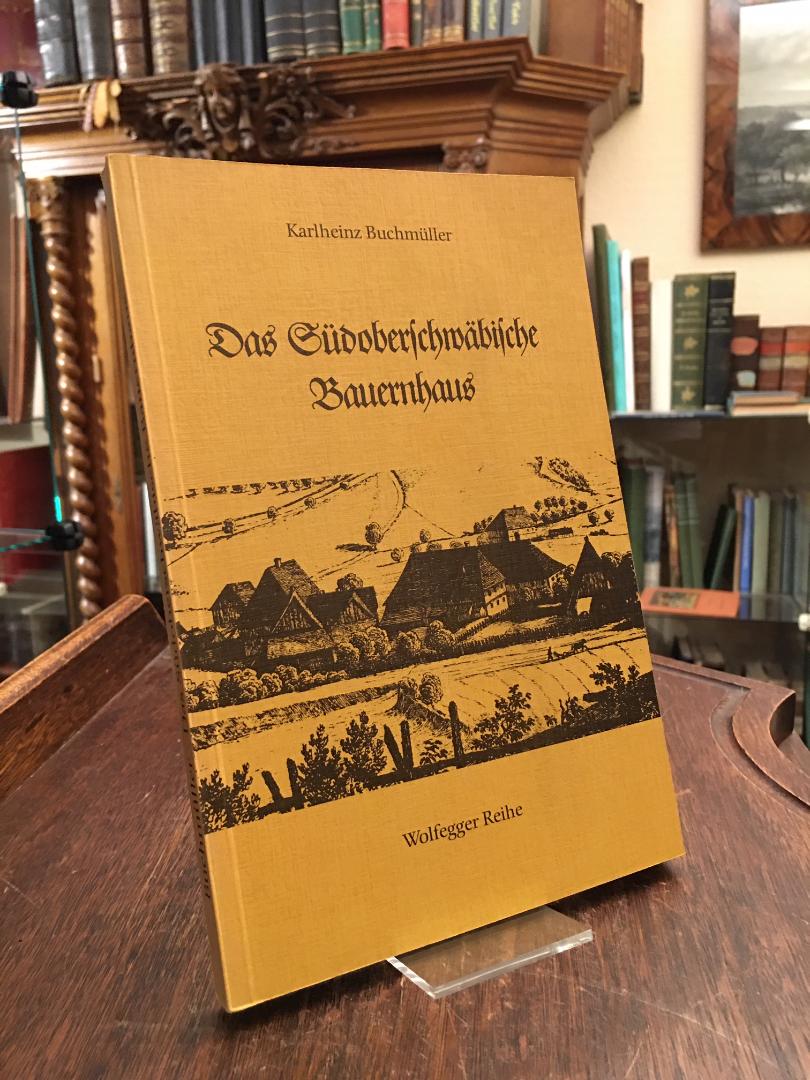 Karlheinz Buchmüller
Das Südoberschwäbische
Bauernhaus
Wolfegger Reihe